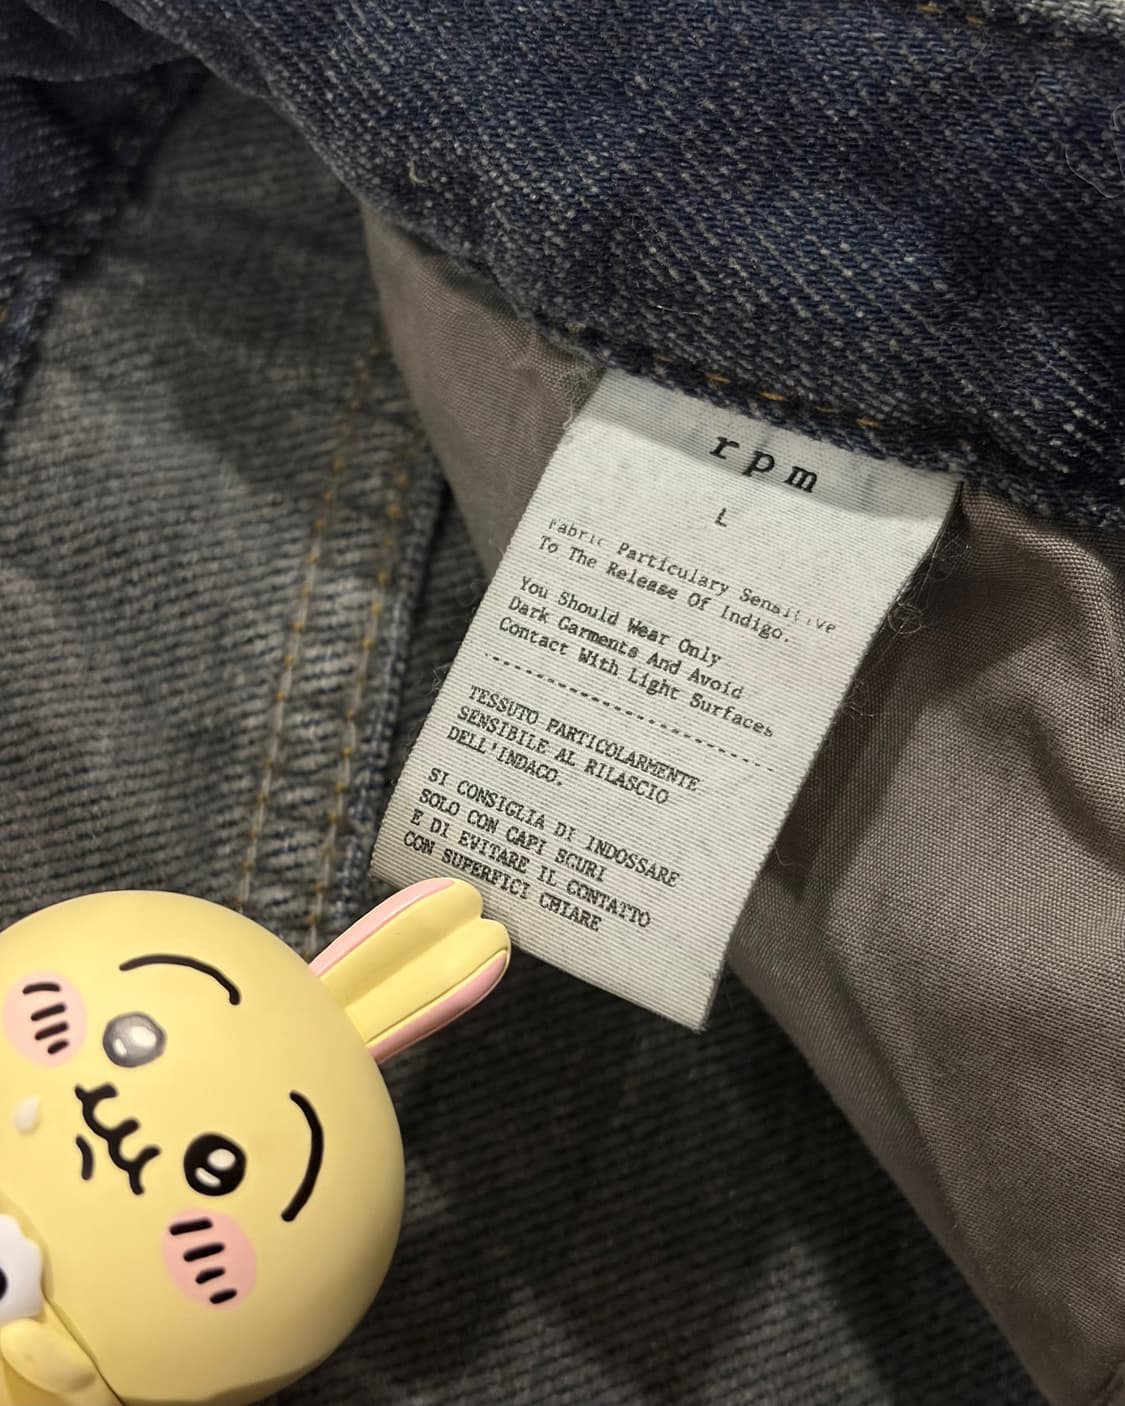 rpm
L
Fabric Particulary Sensitive
To The Release Of Indigo.
You Should Wear Only
Dark Garments And Avoid
Contact With Light Surfaces
TESSUTO PARTICOLARMENTE
SENSIBILE AL RILASCIO
DELL'INDACO.
SI CONSIGLIA DI INDOSSARE
SOLO CON CAPI SCURI
E DI EVITARE IL CONTATTO
CON SUPERFICI CHIARE